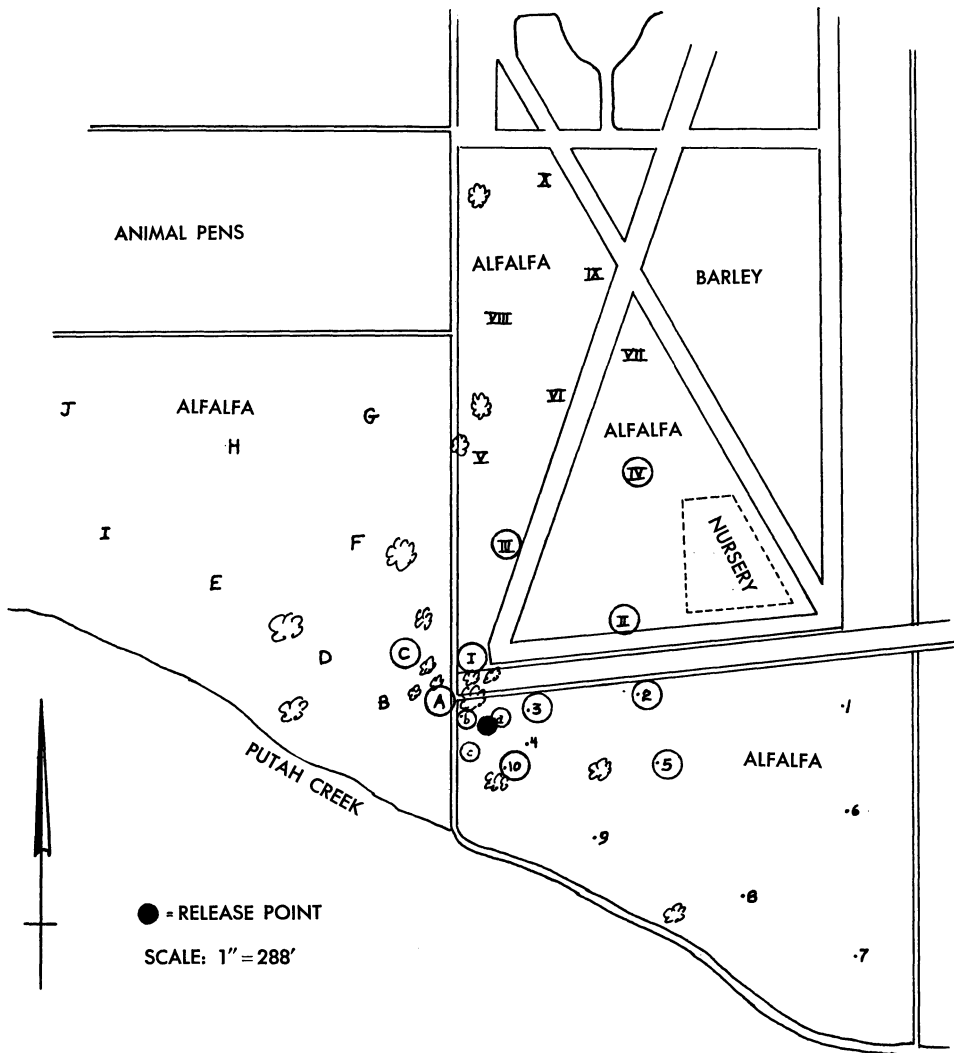 X
ANIMAL PENS
ALFALFA
IX
BARLEY
VIII
VII
J
ALFALFA
G
VI
ALFALFA
H
V
IV
I
F
III
NURSERY
E
II
D
C
I
B
A
.3
.2
.1
b
a
.4
c
.10
.5
ALFALFA
PUTAH CREEK
.6
.9
.8
.7
= RELEASE POINT
SCALE: 1" = 288'